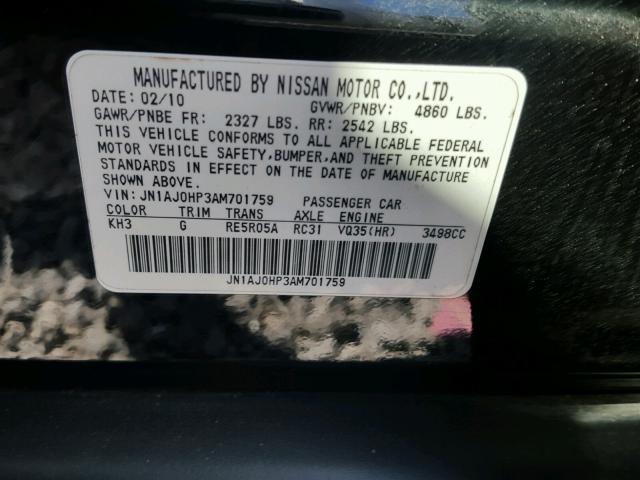 MANUFACTURED BY NISSAN MOTOR CO.,LTD.
DATE: 02/10 GVWR/PNBV: 4860 LBS.
GAWR/PNBE FR: 2327 LBS. RR: 2542 LBS.
THIS VEHICLE CONFORMS TO ALL APPLICABLE FEDERAL
MOTOR VEHICLE SAFETY,BUMPER,AND THEFT PREVENTION
STANDARDS IN EFFECT ON THE DATE OF MANUFACTURE
SHOWN ABOVE.
VIN: JN1AJ0HP3AM701759 PASSENGER CAR
COLOR TRIM TRANS AXLE ENGINE
KH3 G RE5R05A RC31 VQ35(HR) 3498CC
JN1AJ0HP3AM701759